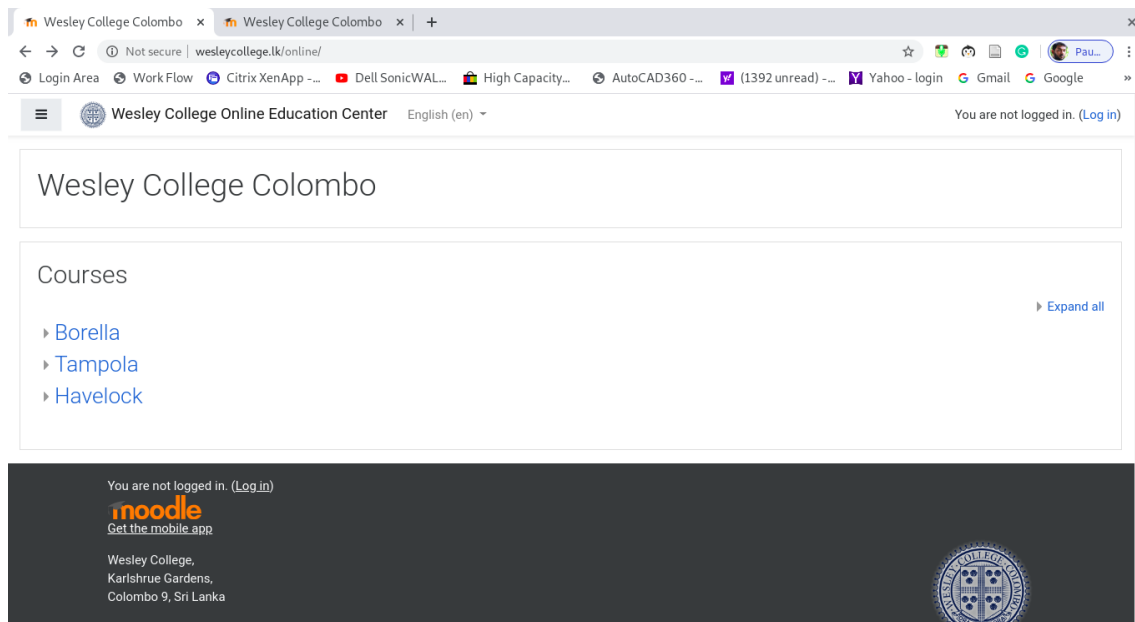 Wesley College Colombo × Wesley College Colombo × +
Not secure | wesleycollege.lk/online/ Pau...
Login Area Work Flow Citrix XenApp -... Dell SonicWAL... High Capacity... AutoCAD360 -... (1392 unread) -... Yahoo - login Gmail Google »
Wesley College Online Education Center English (en) You are not logged in. (Log in)
Wesley College Colombo
Courses
Expand all
Borella
Tampola
Havelock
You are not logged in. (Log in)
moodle
Get the mobile app
Wesley College,
Karlshrue Gardens,
Colombo 9, Sri Lanka
WESLEY COLLEGE COLOMBO